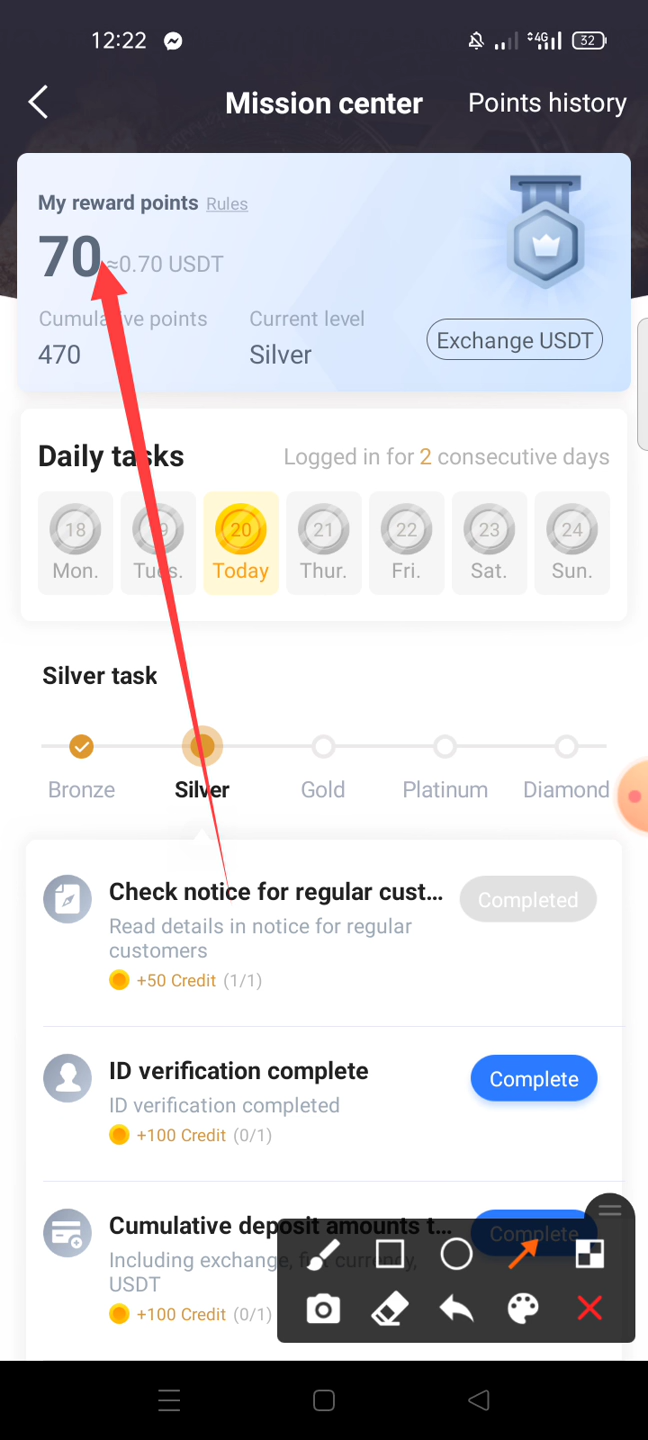 12:22
4G
32
Mission center
Points history
My reward points Rules
70 ≈0.70 USDT
Cumulative points
Current level
470
Silver
Exchange USDT
Daily tasks
Logged in for 2 consecutive days
18 19 20 21 22 23 24
Mon. Tues. Today Thur. Fri. Sat. Sun.
Silver task
Bronze Silver Gold Platinum Diamond
Check notice for regular cust...
Completed
Read details in notice for regular
customers
+50 Credit (1/1)
ID verification complete
Complete
ID verification completed
+100 Credit (0/1)
Cumulative deposit amounts t...
Complete
Including exchange, fiat currency,
USDT
+100 Credit (0/1)